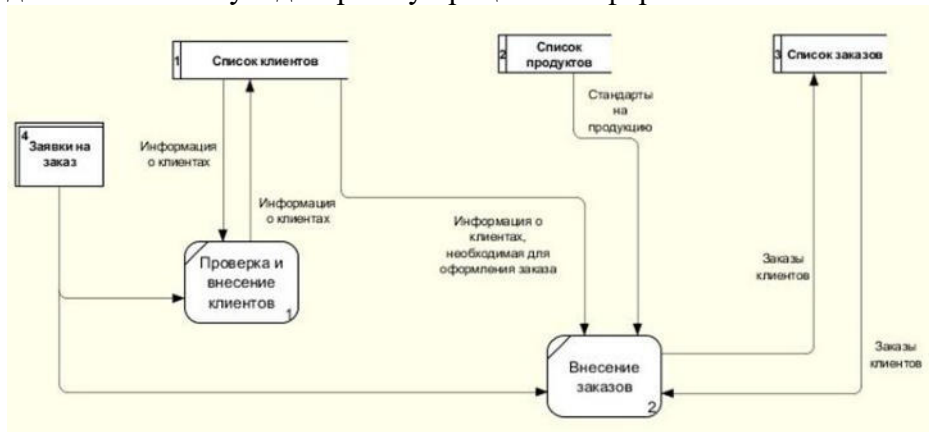 1
Список клиентов
2
Список
продуктов
3
Список заказов
4
Заявки на
заказ
Информация
о клиентах
Информация
о клиентах
Стандарты
на
продукцию
Информация о
клиентах,
необходимая для
оформления заказа
Проверка и
внесение
клиентов
1
Заказы
клиентов
Заказы
клиентов
Внесение
заказов
2